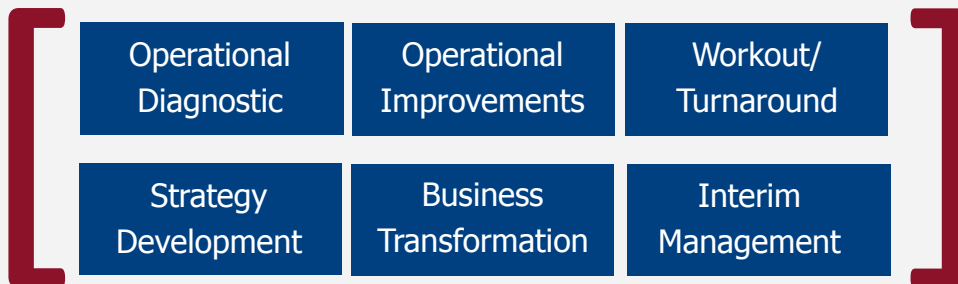 Operational
Diagnostic
Operational
Improvements
Workout/
Turnaround
Strategy
Development
Business
Transformation
Interim
Management